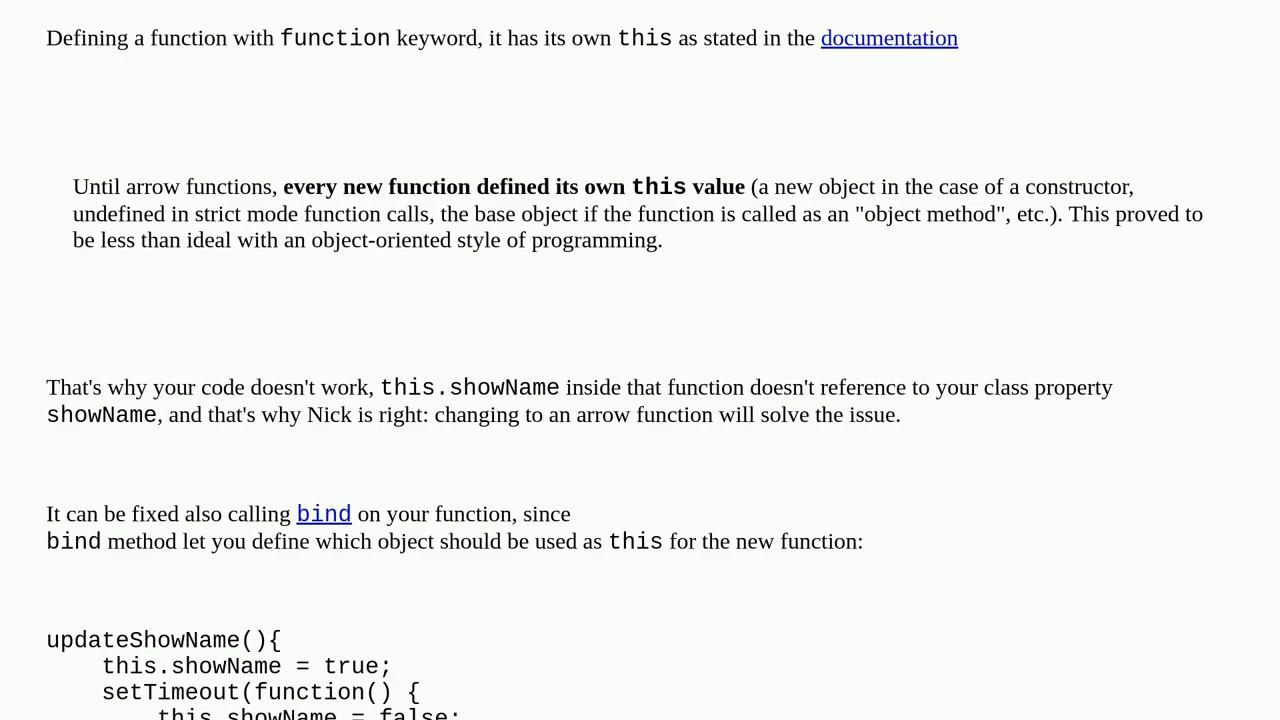 Defining a function with function keyword, it has its own this as stated in the documentation
Until arrow functions, every new function defined its own this value (a new object in the case of a constructor,
undefined in strict mode function calls, the base object if the function is called as an "object method", etc.). This proved to
be less than ideal with an object-oriented style of programming.
That's why your code doesn't work, this.showName inside that function doesn't reference to your class property
showName, and that's why Nick is right: changing to an arrow function will solve the issue.
It can be fixed also calling bind on your function, since
bind method let you define which object should be used as this for the new function:
updateShowName(){
    this.showName = true;
    setTimeout(function() {
        this.showName = false;